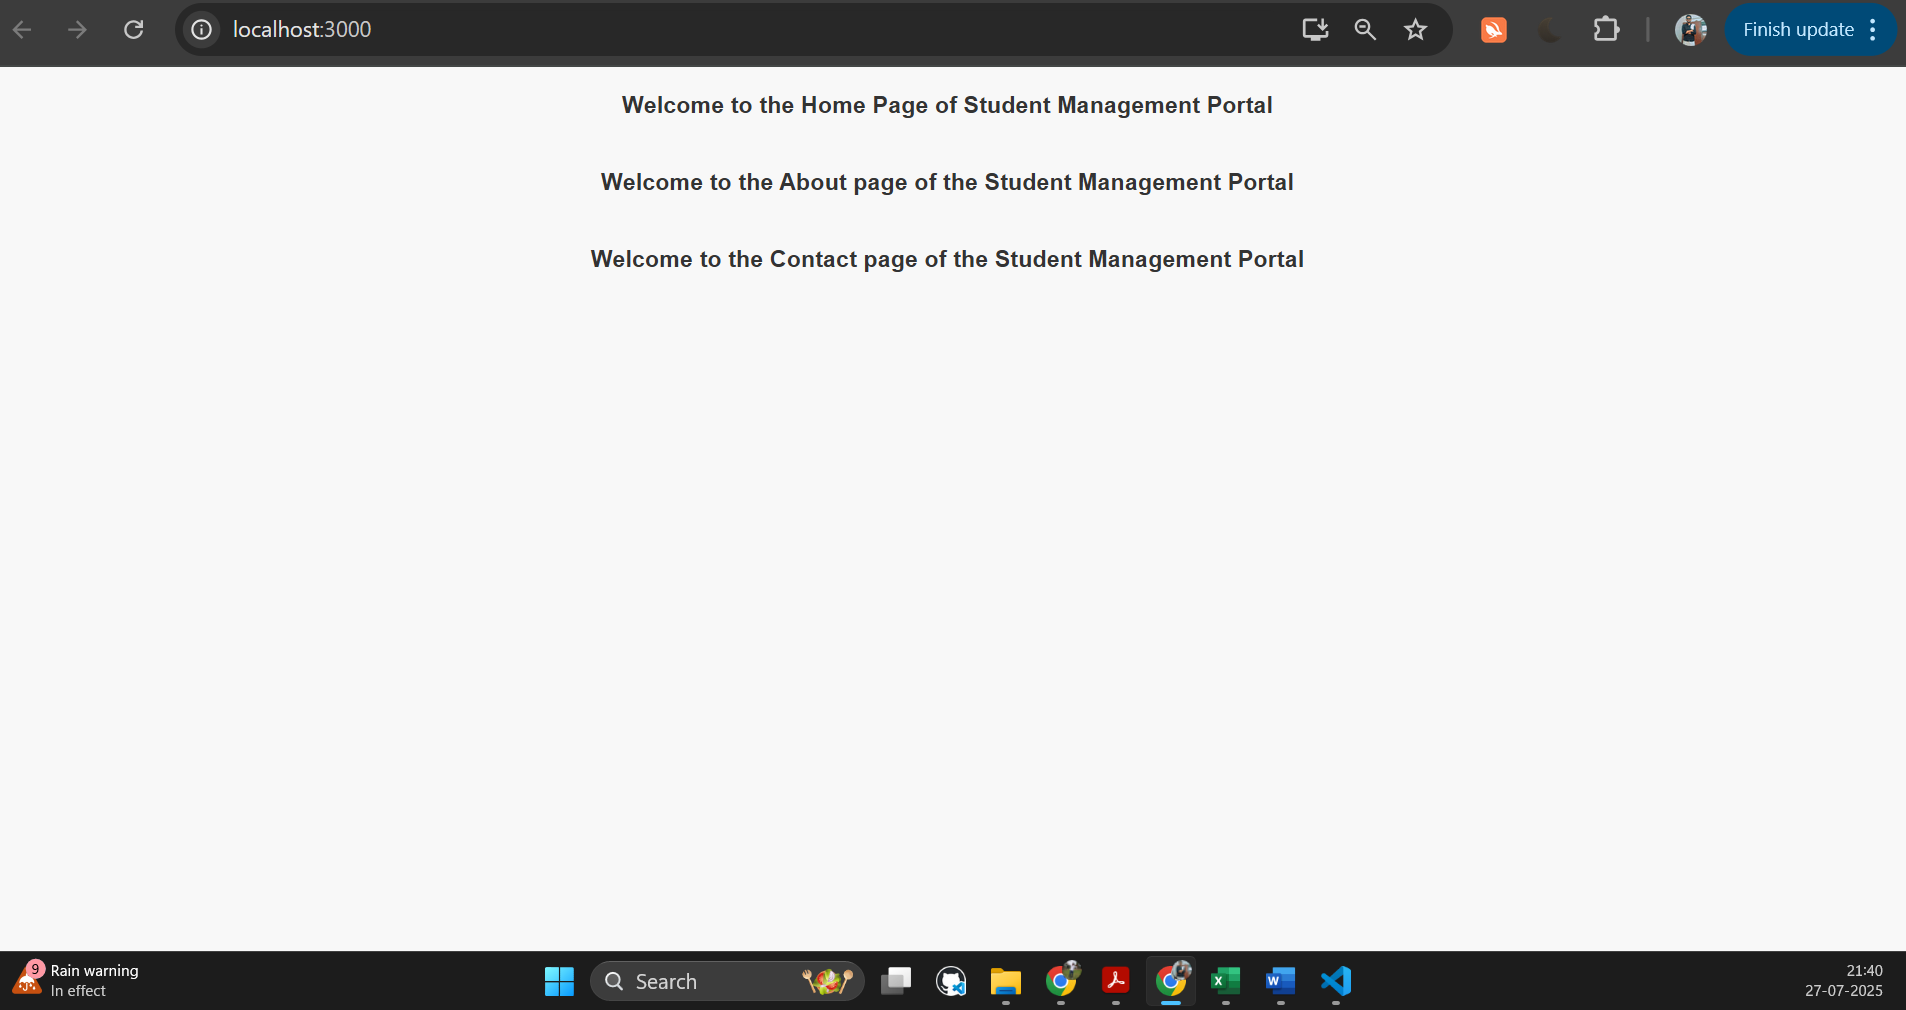 localhost:3000
Finish update
Welcome to the Home Page of Student Management Portal
Welcome to the About page of the Student Management Portal
Welcome to the Contact page of the Student Management Portal
9
Rain warning
In effect
Search
X
W
21:40
27-07-2025